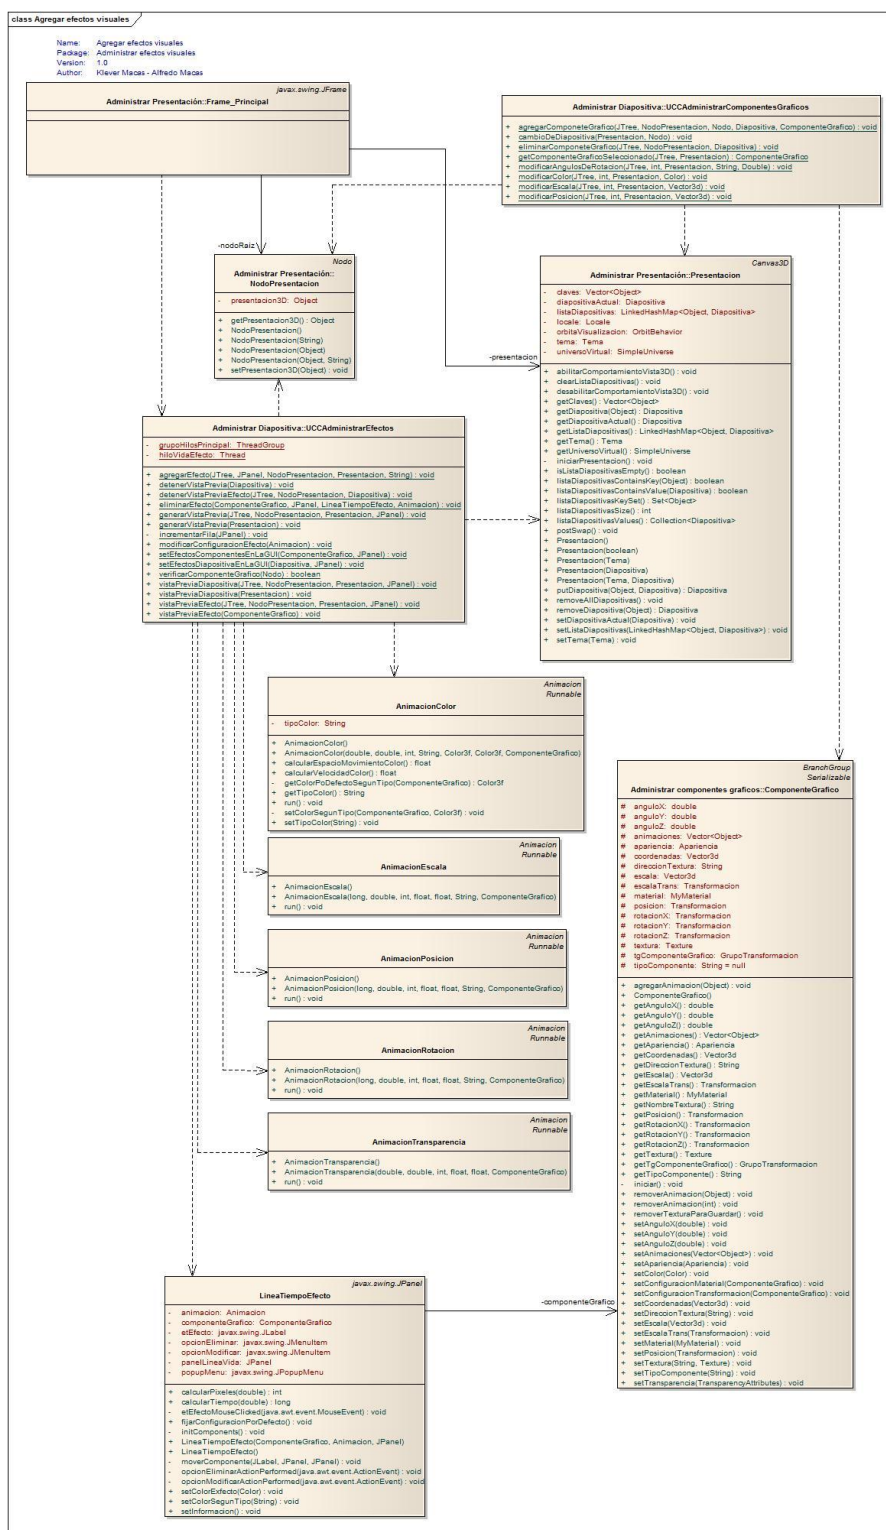 class Agregar efectos visuales
Name: Agregar efectos visuales
Package: Administrar efectos visuales
Version: 1.0
Author: Klever Macas - Alfredo Macas
javax.swing.JFrame
Administrar Presentación::Frame_Principal
Administrar Diapositiva::UCCAdministrarComponentesGraficos
+ agregarComponeteGrafico(JTree, NodoPresentacion, Nodo, Diapositiva, ComponenteGrafico) : void
+ cambioDeDiapositiva(Presentacion, Nodo) : void
+ eliminarComponeteGrafico(JTree, NodoPresentacion, Diapositiva) : void
+ getComponenteGraficoSeleccionado(JTree, Presentacion) : ComponenteGrafico
+ modificarAngulosDeRotacion(JTree, int, Presentacion, String, Double) : void
+ modificarColor(JTree, int, Presentacion, Color) : void
+ modificarEscala(JTree, int, Presentacion, Vector3d) : void
+ modificarPosicion(JTree, int, Presentacion, Vector3d) : void
-nodoRaiz
Nodo
Administrar Presentación::
NodoPresentacion
- presentacion3D: Object
+ getPresentacion3D() : Object
+ NodoPresentacion()
+ NodoPresentacion(String)
+ NodoPresentacion(Object)
+ NodoPresentacion(Object, String)
+ setPresentacion3D(Object) : void
-presentacion
Canvas3D
Administrar Presentación::Presentacion
- claves: Vector<Object>
- diapositivaActual: Diapositiva
- listaDiapositivas: LinkedHashMap<Object, Diapositiva>
- locale: Locale
- orbitaVisualizacion: OrbitBehavior
- tema: Tema
- universoVirtual: SimpleUniverse
+ abilitarComportamientoVista3D() : void
+ clearListaDiapositivas() : void
+ desabilitarComportamientoVista3D() : void
+ getClaves() : Vector<Object>
+ getDiapositiva(Object) : Diapositiva
+ getDiapositivaActual() : Diapositiva
+ getListaDiapositivas() : LinkedHashMap<Object, Diapositiva>
+ getTema() : Tema
+ getUniversoVirtual() : SimpleUniverse
- iniciarPresentacion() : void
+ isListaDiapositivasEmpty() : boolean
+ listaDiapositivasContainsKey(Object) : boolean
+ listaDiapositivasContainsValue(Diapositiva) : boolean
+ listaDiapositivasKeySet() : Set<Object>
+ listaDiapositivasSize() : int
+ listaDiapositivasValues() : Collection<Diapositiva>
+ postSwap() : void
+ Presentacion()
+ Presentacion(boolean)
+ Presentacion(Tema)
+ Presentacion(Diapositiva)
+ Presentacion(Tema, Diapositiva)
+ putDiapositiva(Object, Diapositiva) : Diapositiva
+ removeAllDiapositivas() : void
+ removeDiapositiva(Object) : Diapositiva
+ setDiapositivaActual(Diapositiva) : void
+ setListaDiapositivas(LinkedHashMap<Object, Diapositiva>) : void
+ setTema(Tema) : void
Administrar Diapositiva::UCCAdministrarEfectos
- grupoHilosPrincipal: ThreadGroup
- hiloVidaEfecto: Thread
+ agregarEfecto(JTree, JPanel, NodoPresentacion, Presentacion, String) : void
+ detenerVistaPrevia(Diapositiva) : void
+ detenerVistaPreviaEfecto(JTree, NodoPresentacion, Diapositiva) : void
+ eliminarEfecto(ComponenteGrafico, JPanel, LineaTiempoEfecto, Animacion) : void
+ generarVistaPrevia(JTree, NodoPresentacion, Presentacion, JPanel) : void
+ generarVistaPrevia(Presentacion) : void
- incrementarFila(JPanel) : void
+ modificarConfiguracionEfecto(Animacion) : void
+ setEfectosComponentesEnLaGUI(ComponenteGrafico, JPanel) : void
+ setEfectosDiapositivaEnLaGUI(Diapositiva, JPanel) : void
+ verificarComponenteGrafico(Nodo) : boolean
+ vistaPreviaDiapositiva(JTree, NodoPresentacion, Presentacion, JPanel) : void
+ vistaPreviaDiapositiva(Presentacion) : void
+ vistaPreviaEfecto(JTree, NodoPresentacion, Presentacion, JPanel) : void
+ vistaPreviaEfecto(ComponenteGrafico) : void
Animacion
Runnable
AnimacionColor
- tipoColor: String
+ AnimacionColor()
+ AnimacionColor(double, double, int, String, Color3f, Color3f, ComponenteGrafico)
+ calcularEspacioMovimientoColor() : float
+ calcularVelocidadColor() : float
- getColorPoDefectoSegunTipo(ComponenteGrafico) : Color3f
+ getTipoColor() : String
+ run() : void
- setColorSegunTipo(ComponenteGrafico, Color3f) : void
+ setTipoColor(String) : void
Animacion
Runnable
AnimacionEscala
+ AnimacionEscala()
+ AnimacionEscala(long, double, int, float, float, String, ComponenteGrafico)
+ run() : void
Animacion
Runnable
AnimacionPosicion
+ AnimacionPosicion()
+ AnimacionPosicion(long, double, int, float, float, String, ComponenteGrafico)
+ run() : void
Animacion
Runnable
AnimacionRotacion
+ AnimacionRotacion()
+ AnimacionRotacion(long, double, int, float, float, String, ComponenteGrafico)
+ run() : void
Animacion
Runnable
AnimacionTransparencia
+ AnimacionTransparencia()
+ AnimacionTransparencia(double, double, int, float, float, ComponenteGrafico)
+ run() : void
BranchGroup
Serializable
Administrar componentes graficos::ComponenteGrafico
# anguloX: double
# anguloY: double
# anguloZ: double
# animaciones: Vector<Object>
# apariencia: Apariencia
# coordenadas: Vector3d
# direccionTextura: String
# escala: Vector3d
# escalaTrans: Transformacion
# material: MyMaterial
# posicion: Transformacion
# rotacionX: Transformacion
# rotacionY: Transformacion
# rotacionZ: Transformacion
# textura: Texture
# tgComponenteGrafico: GrupoTransformacion
# tipoComponente: String = null
+ agregarAnimacion(Object) : void
+ ComponenteGrafico()
+ getAnguloX() : double
+ getAnguloY() : double
+ getAnguloZ() : double
+ getAnimaciones() : Vector<Object>
+ getApariencia() : Apariencia
+ getCoordenadas() : Vector3d
+ getDireccionTextura() : String
+ getEscala() : Vector3d
+ getEscalaTrans() : Transformacion
+ getMaterial() : MyMaterial
+ getNombreTextura() : String
+ getPosicion() : Transformacion
+ getRotacionX() : Transformacion
+ getRotacionY() : Transformacion
+ getRotacionZ() : Transformacion
+ getTextura() : Texture
+ getTgComponenteGrafico() : GrupoTransformacion
+ getTipoComponente() : String
- iniciar() : void
+ removerAnimacion(Object) : void
+ removerAnimacion(int) : void
+ removerTexturaParaGuardar() : void
+ setAnguloX(double) : void
+ setAnguloY(double) : void
+ setAnguloZ(double) : void
+ setAnimaciones(Vector<Object>) : void
+ setApariencia(Apariencia) : void
+ setColor(Color) : void
+ setConfiguracionMaterial(ComponenteGrafico) : void
+ setConfiguracionTransformacion(ComponenteGrafico) : void
+ setCoordenadas(Vector3d) : void
+ setDireccionTextura(String) : void
+ setEscala(Vector3d) : void
+ setEscalaTrans(Transformacion) : void
+ setMaterial(MyMaterial) : void
+ setPosicion(Transformacion) : void
+ setTextura(String, Texture) : void
+ setTipoComponente(String) : void
+ setTransparencia(TransparencyAttributes) : void
-componenteGrafico
javax.swing.JPanel
LineaTiempoEfecto
- animacion: Animacion
- componenteGrafico: ComponenteGrafico
- etEfecto: javax.swing.JLabel
- opcionEliminar: javax.swing.JMenuItem
- opcionModificar: javax.swing.JMenuItem
- panelLineaVida: JPanel
- popupMenu: javax.swing.JPopupMenu
+ calcularPixeles(double) : int
+ calcularTiempo(double) : long
- etEfectoMouseClicked(java.awt.event.MouseEvent) : void
+ fijarConfiguracionPorDefecto() : void
- initComponents() : void
+ LineaTiempoEfecto(ComponenteGrafico, Animacion, JPanel)
+ LineaTiempoEfecto()
- moverComponente(JLabel, JPanel, JPanel) : void
- opcionEliminarActionPerformed(java.awt.event.ActionEvent) : void
- opcionModificarActionPerformed(java.awt.event.ActionEvent) : void
+ setColorExfecto(Color) : void
+ setColorSegunTipo(String) : void
+ setInformacion() : void